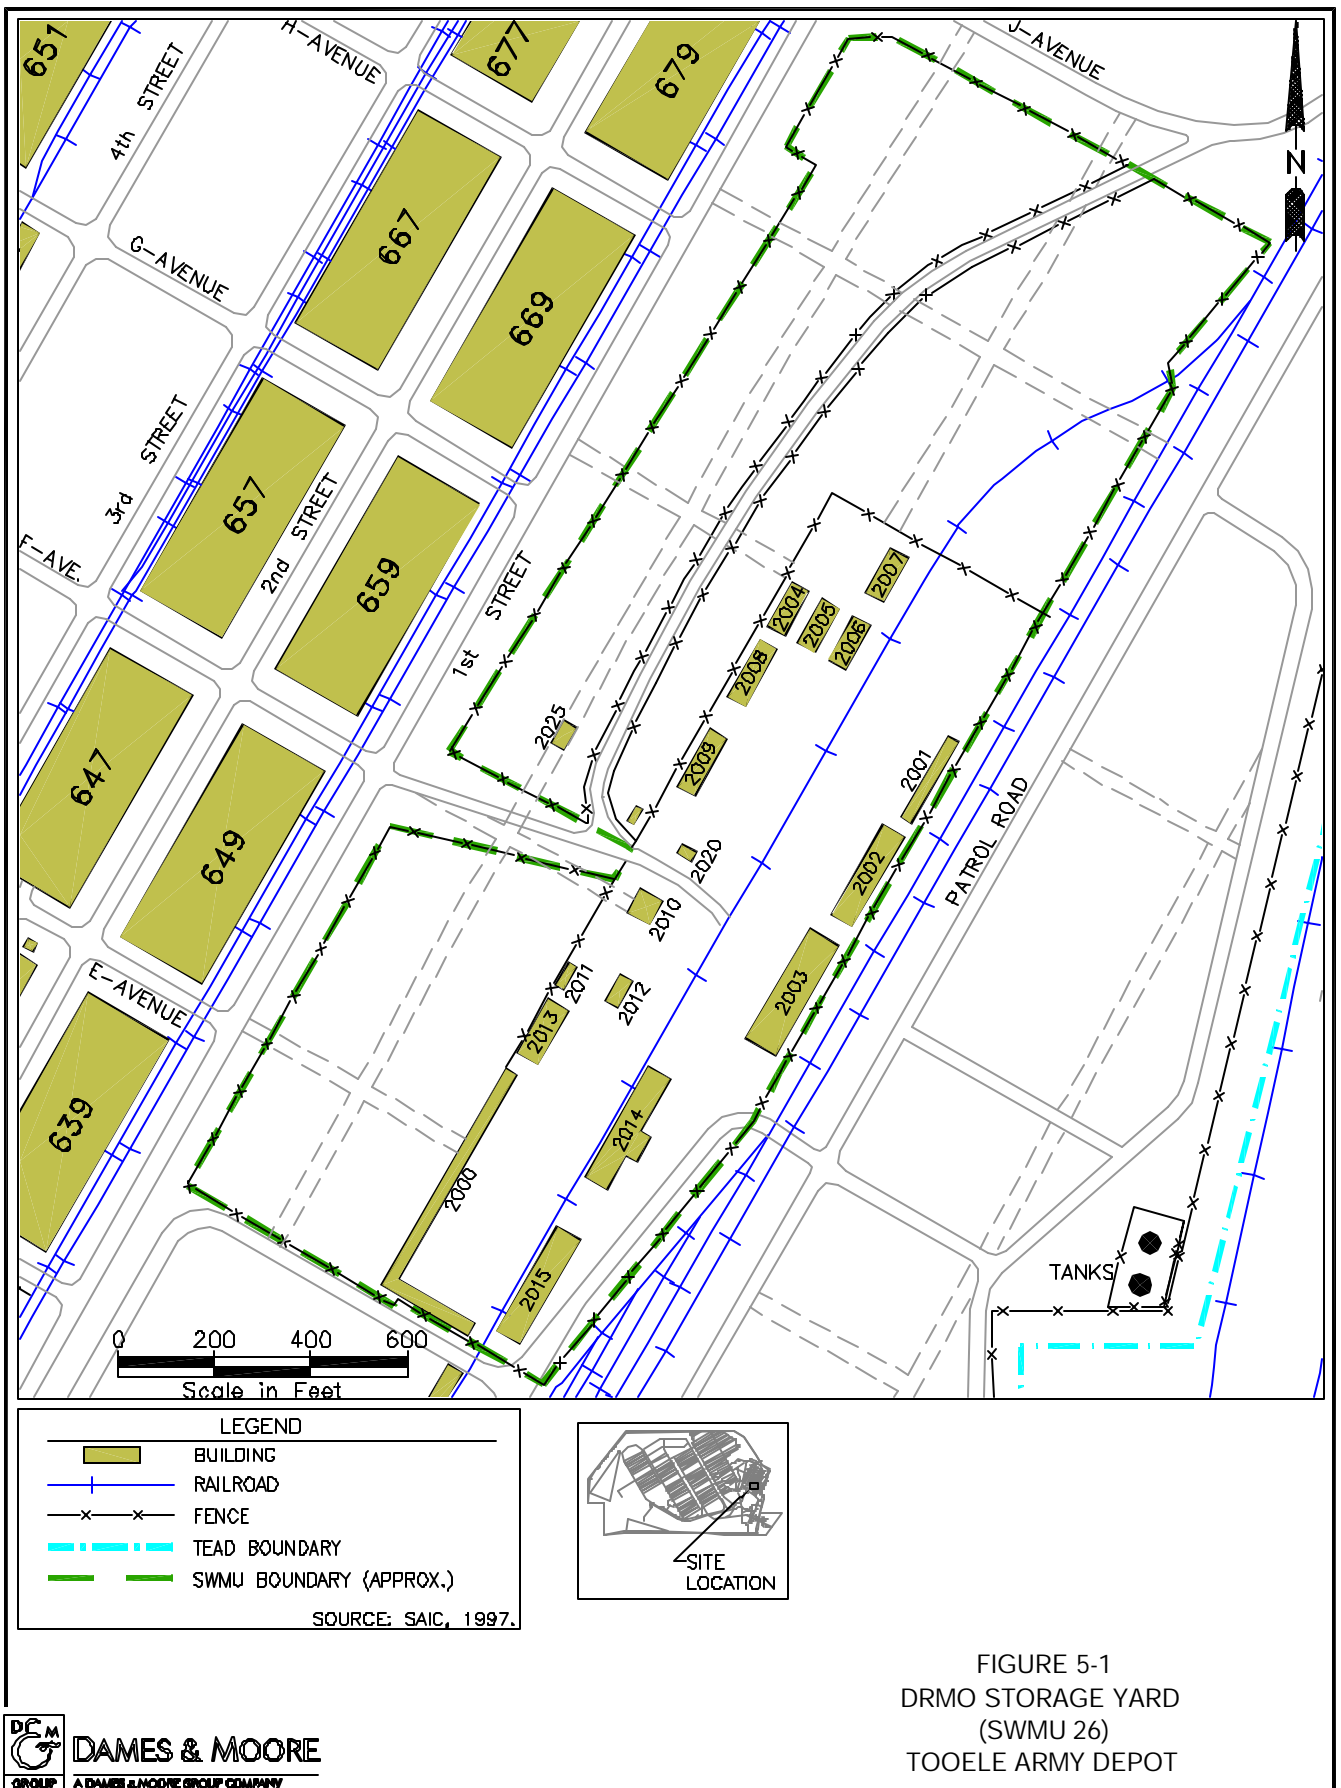 651
4th STREET
H-AVENUE
677
679
J-AVENUE
N
667
G-AVENUE
669
3rd STREET
657
2nd STREET
F-AVE.
659
1st STREET
2007
2004
2005
2006
2008
2025
2009
2001
647
649
2020
2002
PATROL ROAD
2010
E-AVENUE
2011
2012
2003
2013
639
2014
2000
2015
TANKS
0 200 400 600
Scale in Feet
LEGEND
BUILDING
RAILROAD
FENCE
TEAD BOUNDARY
SWMU BOUNDARY (APPROX.)
SOURCE: SAIC, 1997.
SITE
LOCATION
FIGURE 5-1
DRMO STORAGE YARD
(SWMU 26)
TOOELE ARMY DEPOT
DAMES & MOORE
GROUP
A DAMES & MOORE GROUP COMPANY